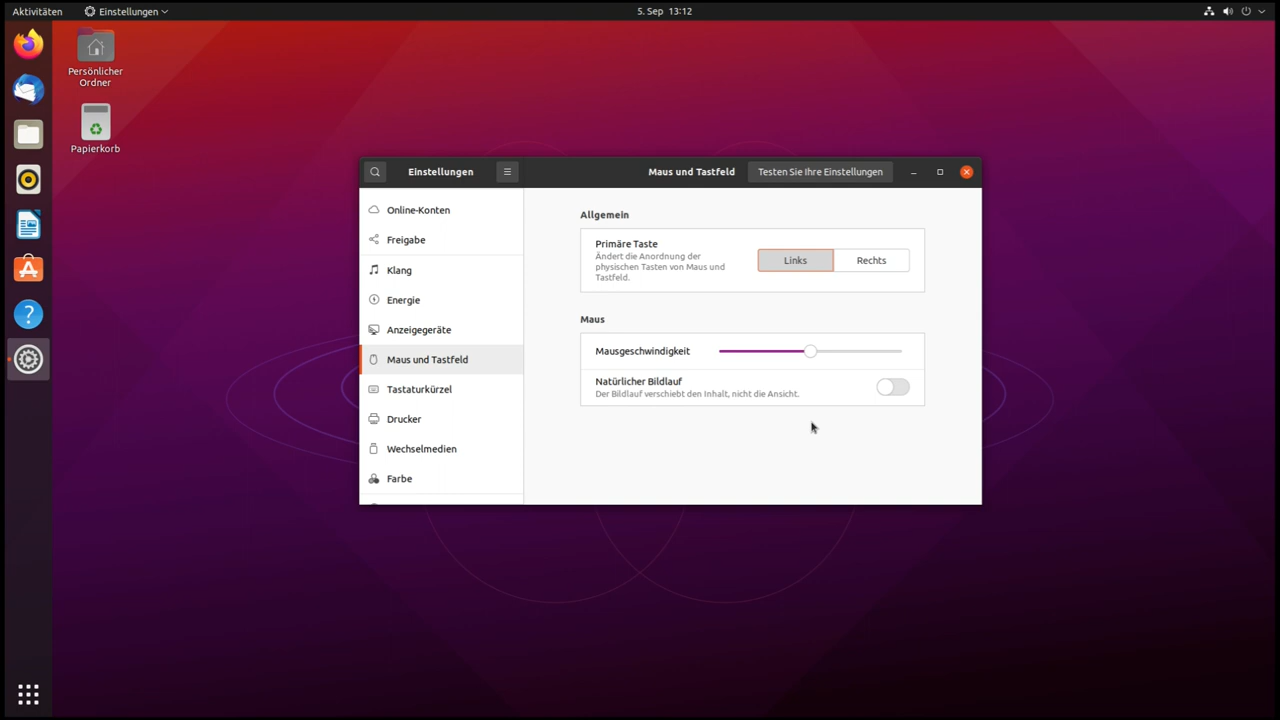 Aktivitäten
Einstellungen
5. Sep 13:12
Persönlicher
Ordner
Papierkorb
Einstellungen
Maus und Tastfeld
Testen Sie Ihre Einstellungen
Online-Konten
Freigabe
Klang
Energie
Anzeigegeräte
Maus und Tastfeld
Tastaturkürzel
Drucker
Wechselmedien
Farbe
Allgemein
Primäre Taste
Ändert die Anordnung der
physischen Tasten von Maus und
Tastfeld.
Links
Rechts
Maus
Mausgeschwindigkeit
Natürlicher Bildlauf
Der Bildlauf verschiebt den Inhalt, nicht die Ansicht.